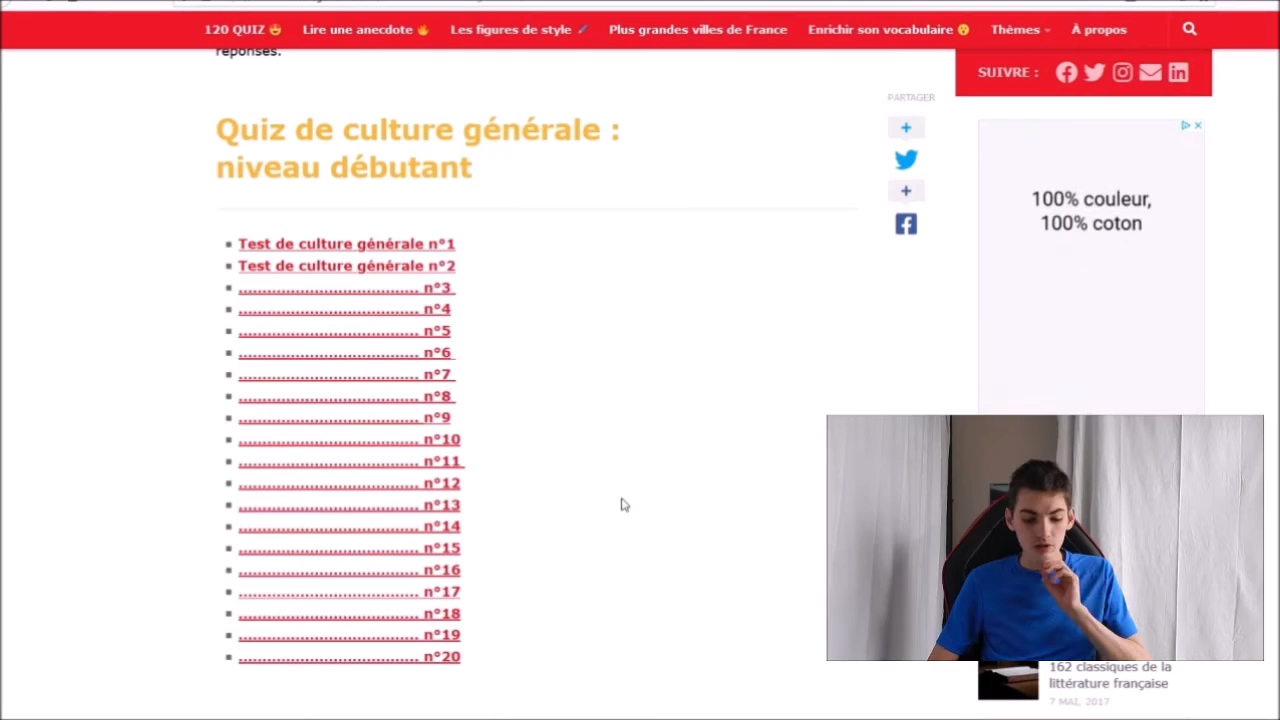 120 QUIZ Lire une anecdote Les figures de style Plus grandes villes de France Enrichir son vocabulaire Thèmes À propos
réponses.
SUIVRE :
PARTAGER
Quiz de culture générale :
niveau débutant
Test de culture générale n°1
Test de culture générale n°2
...................................... n°3
...................................... n°4
...................................... n°5
...................................... n°6
...................................... n°7
...................................... n°8
...................................... n°9
...................................... n°10
...................................... n°11
...................................... n°12
...................................... n°13
...................................... n°14
...................................... n°15
...................................... n°16
...................................... n°17
...................................... n°18
...................................... n°19
...................................... n°20
100% couleur,
100% coton
162 classiques de la
littérature française
7 MAI, 2017